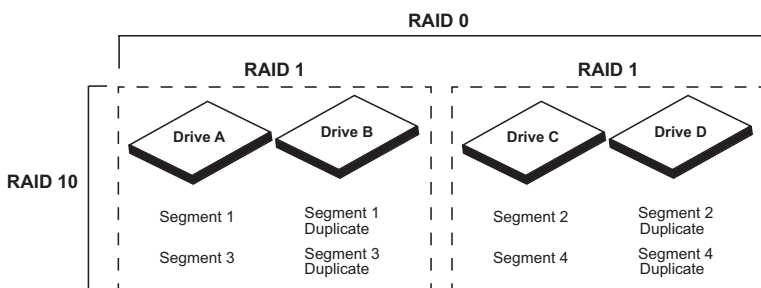 RAID 0
RAID 1
RAID 1
Drive A
Drive B
Drive C
Drive D
RAID 10
Segment 1
Segment 1
Duplicate
Segment 2
Segment 2
Duplicate
Segment 3
Segment 3
Duplicate
Segment 4
Segment 4
Duplicate